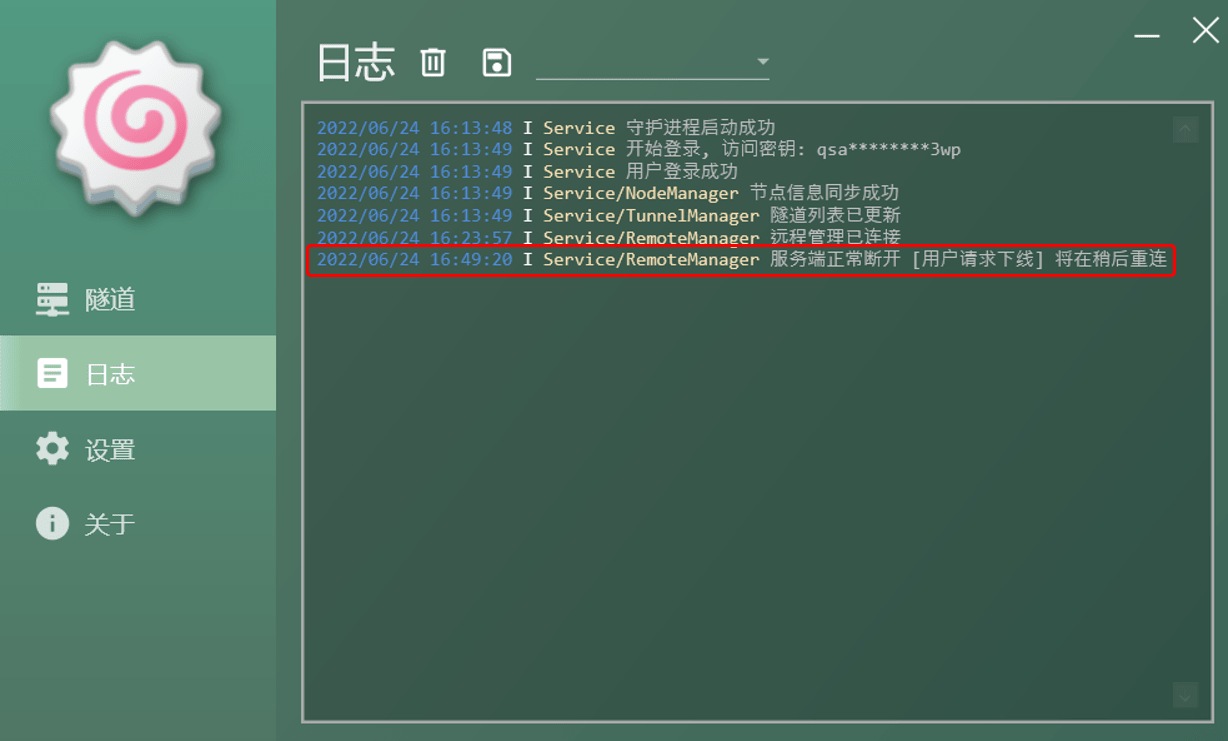 日志
2022/06/24 16:13:48 I Service 守护进程启动成功
2022/06/24 16:13:49 I Service 开始登录, 访问密钥: qsa********3wp
2022/06/24 16:13:49 I Service 用户登录成功
2022/06/24 16:13:49 I Service/NodeManager 节点信息同步成功
2022/06/24 16:13:49 I Service/TunnelManager 隧道列表已更新
2022/06/24 16:23:57 I Service/RemoteManager 远程管理已连接
2022/06/24 16:49:20 I Service/RemoteManager 服务端正常断开 [用户请求下线] 将在稍后重连
隧道
日志
设置
关于